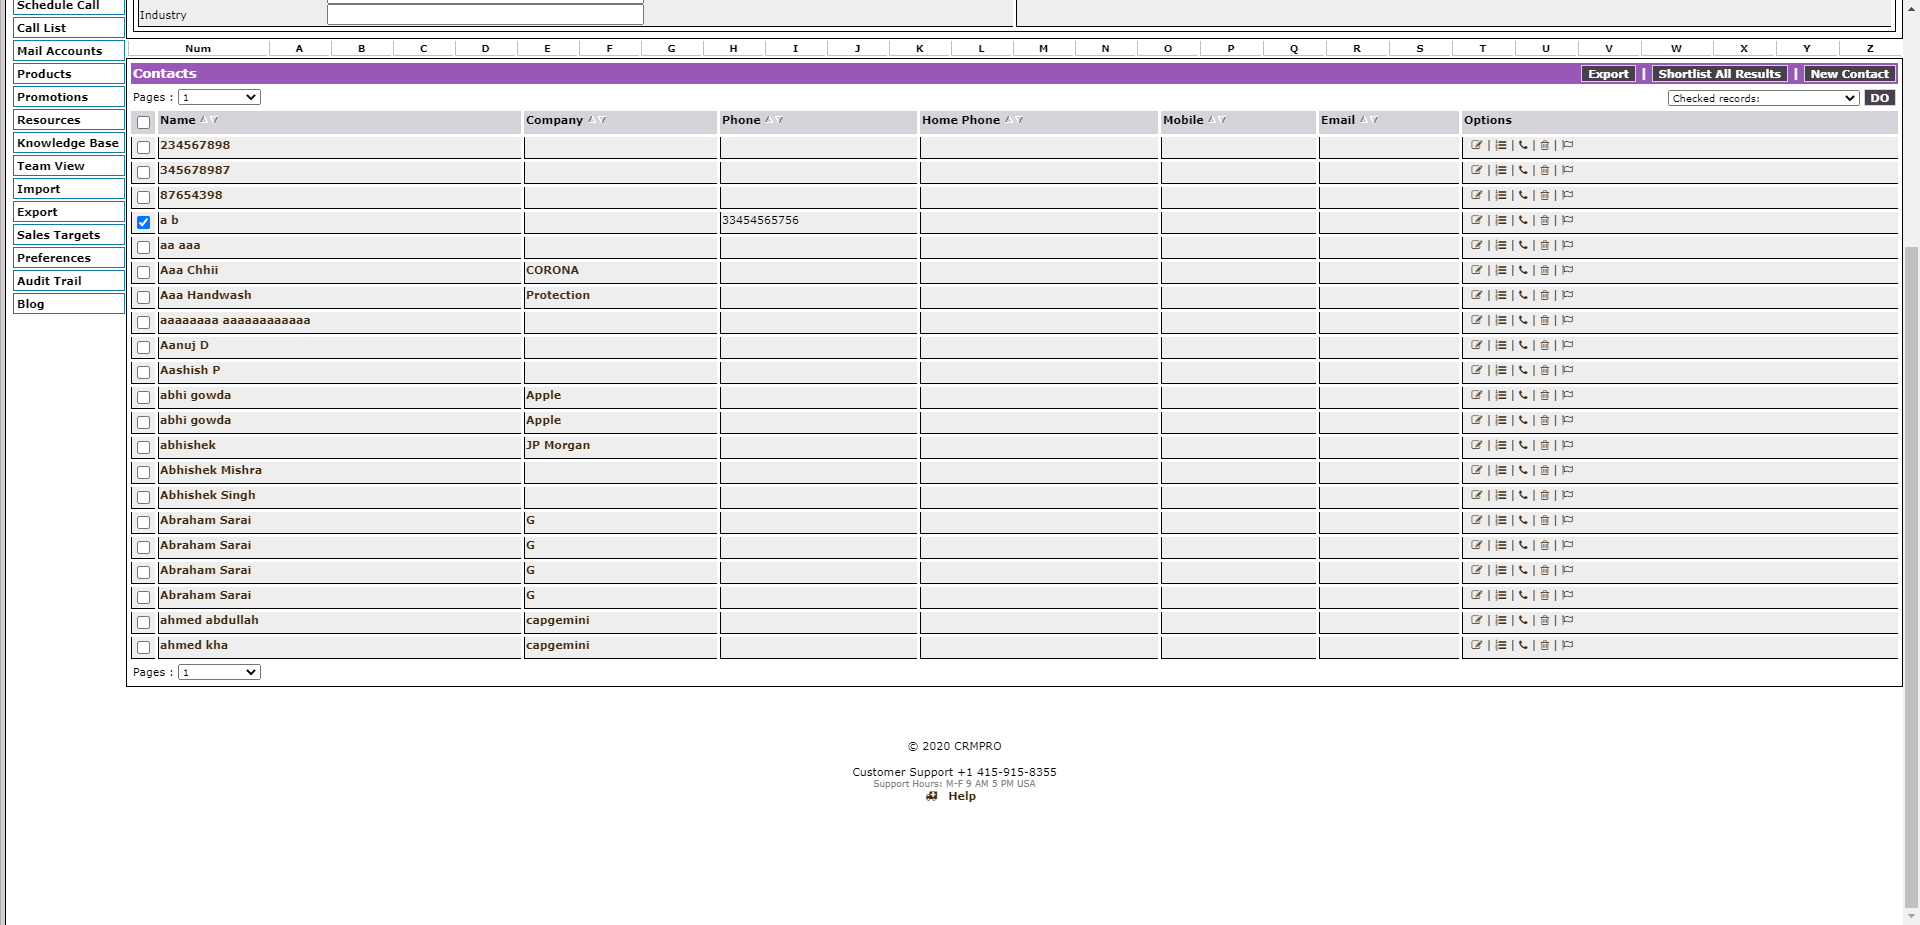 Schedule Call
Call List
Mail Accounts
Products
Promotions
Resources
Knowledge Base
Team View
Import
Export
Sales Targets
Preferences
Audit Trail
Blog
Industry
Num A B C D E F G H I J K L M N O P Q R S T U V W X Y Z
Contacts Export | Shortlist All Results | New Contact
Pages : 1 Checked records: DO
Name Company Phone Home Phone Mobile Email Options
234567898 | | | |
345678987 | | | |
87654398 | | | |
a b 33454565756 | | | |
aa aaa | | | |
Aaa Chhii CORONA | | | |
Aaa Handwash Protection | | | |
aaaaaaaa aaaaaaaaaaaa | | | |
Aanuj D | | | |
Aashish P | | | |
abhi gowda Apple | | | |
abhi gowda Apple | | | |
abhishek JP Morgan | | | |
Abhishek Mishra | | | |
Abhishek Singh | | | |
Abraham Sarai G | | | |
Abraham Sarai G | | | |
Abraham Sarai G | | | |
Abraham Sarai G | | | |
ahmed abdullah capgemini | | | |
ahmed kha capgemini | | | |
Pages : 1
© 2020 CRMPRO
Customer Support +1 415-915-8355
Support Hours: M-F 9 AM 5 PM USA
Help